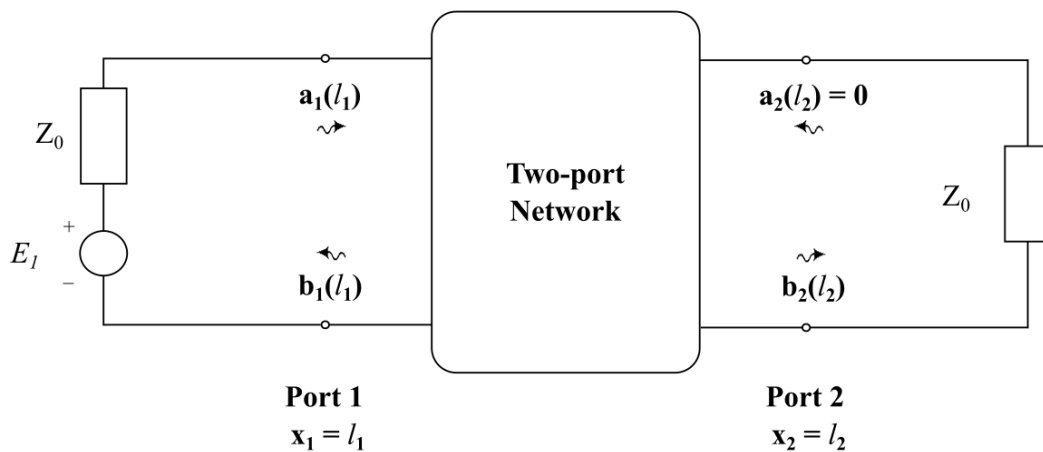 a₁(l₁)
a₂(l₂) = 0
Z₀
Two-port
Network
Z₀
+
E₁
−
b₁(l₁)
b₂(l₂)
Port 1
x₁ = l₁
Port 2
x₂ = l₂